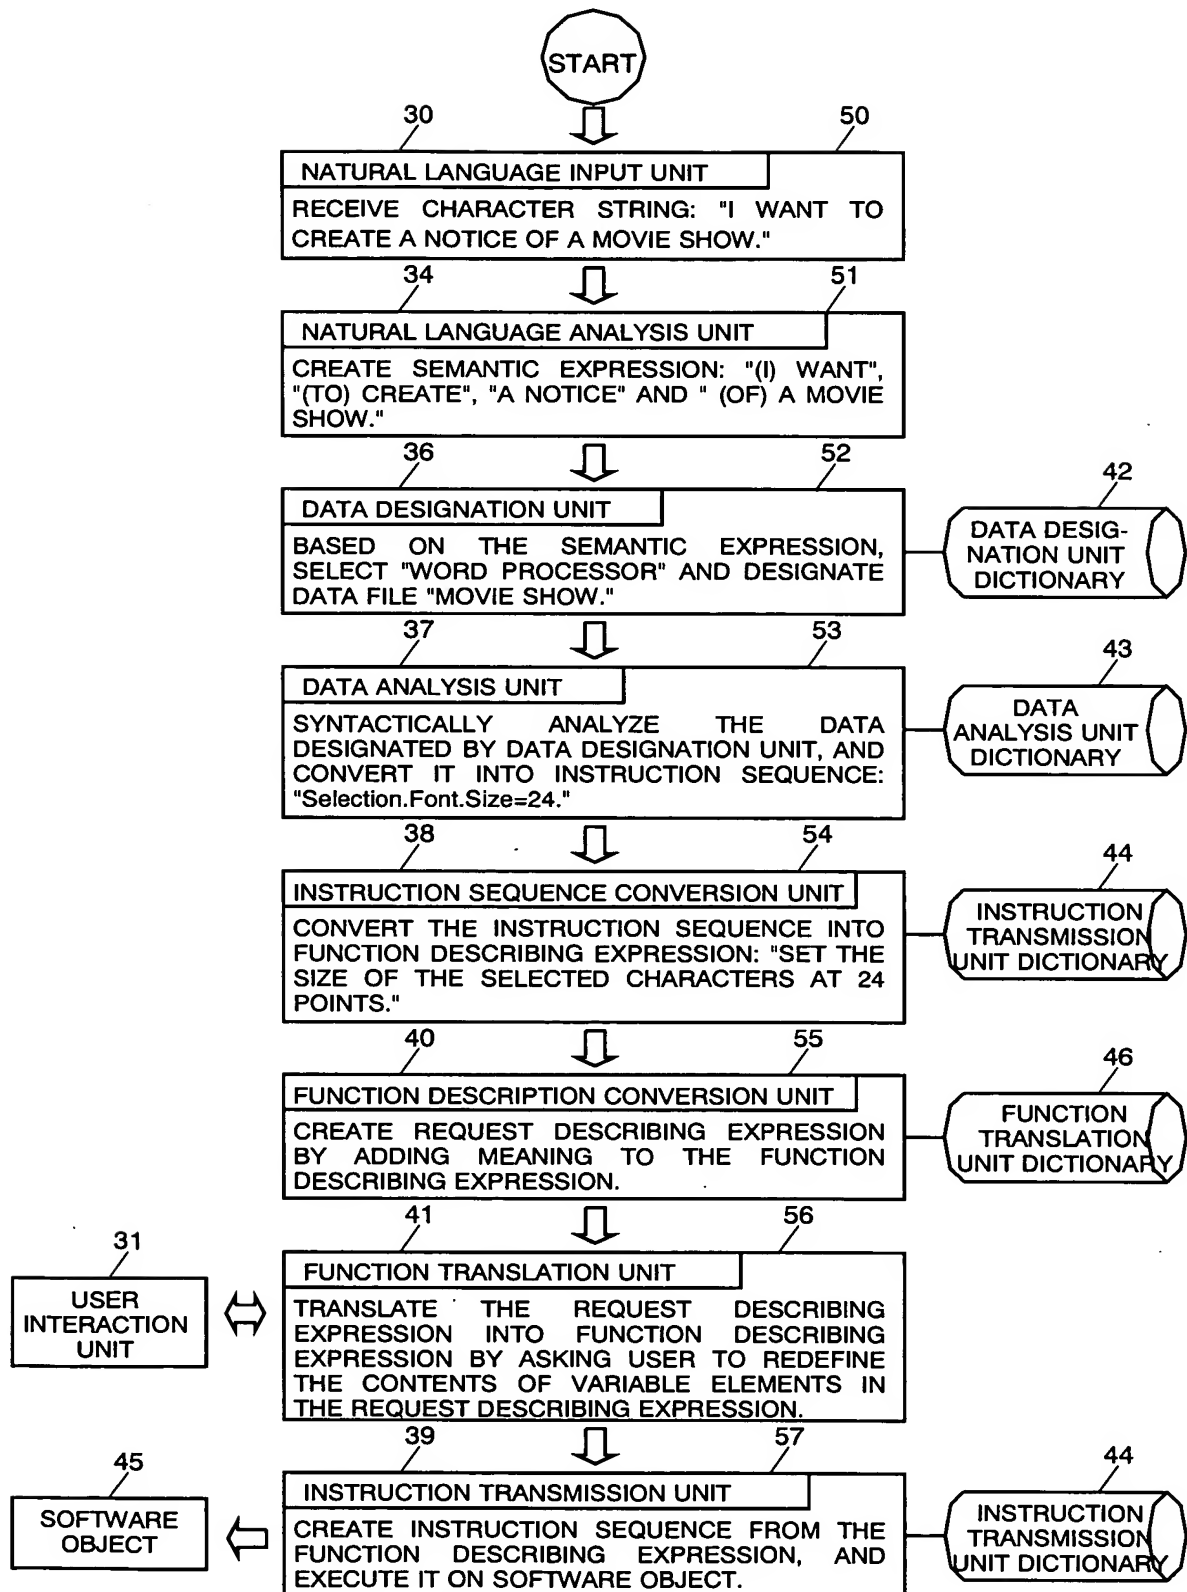 START
30
50
NATURAL LANGUAGE INPUT UNIT
RECEIVE CHARACTER STRING: "I WANT TO
CREATE A NOTICE OF A MOVIE SHOW."
34
51
NATURAL LANGUAGE ANALYSIS UNIT
CREATE SEMANTIC EXPRESSION: "(I) WANT",
"(TO) CREATE", "A NOTICE" AND " (OF) A MOVIE
SHOW."
36
52
DATA DESIGNATION UNIT
BASED ON THE SEMANTIC EXPRESSION,
SELECT "WORD PROCESSOR" AND DESIGNATE
DATA FILE "MOVIE SHOW."
42
DATA DESIG-
NATION UNIT
DICTIONARY
37
53
DATA ANALYSIS UNIT
SYNTACTICALLY ANALYZE THE DATA
DESIGNATED BY DATA DESIGNATION UNIT, AND
CONVERT IT INTO INSTRUCTION SEQUENCE:
"Selection.Font.Size=24."
43
DATA
ANALYSIS UNIT
DICTIONARY
38
54
INSTRUCTION SEQUENCE CONVERSION UNIT
CONVERT THE INSTRUCTION SEQUENCE INTO
FUNCTION DESCRIBING EXPRESSION: "SET THE
SIZE OF THE SELECTED CHARACTERS AT 24
POINTS."
44
INSTRUCTION
TRANSMISSION
UNIT DICTIONARY
40
55
FUNCTION DESCRIPTION CONVERSION UNIT
CREATE REQUEST DESCRIBING EXPRESSION
BY ADDING MEANING TO THE FUNCTION
DESCRIBING EXPRESSION.
46
FUNCTION
TRANSLATION
UNIT DICTIONARY
31
USER
INTERACTION
UNIT
41
56
FUNCTION TRANSLATION UNIT
TRANSLATE THE REQUEST DESCRIBING
EXPRESSION INTO FUNCTION DESCRIBING
EXPRESSION BY ASKING USER TO REDEFINE
THE CONTENTS OF VARIABLE ELEMENTS IN
THE REQUEST DESCRIBING EXPRESSION.
45
SOFTWARE
OBJECT
39
57
INSTRUCTION TRANSMISSION UNIT
CREATE INSTRUCTION SEQUENCE FROM THE
FUNCTION DESCRIBING EXPRESSION, AND
EXECUTE IT ON SOFTWARE OBJECT.
44
INSTRUCTION
TRANSMISSION
UNIT DICTIONARY